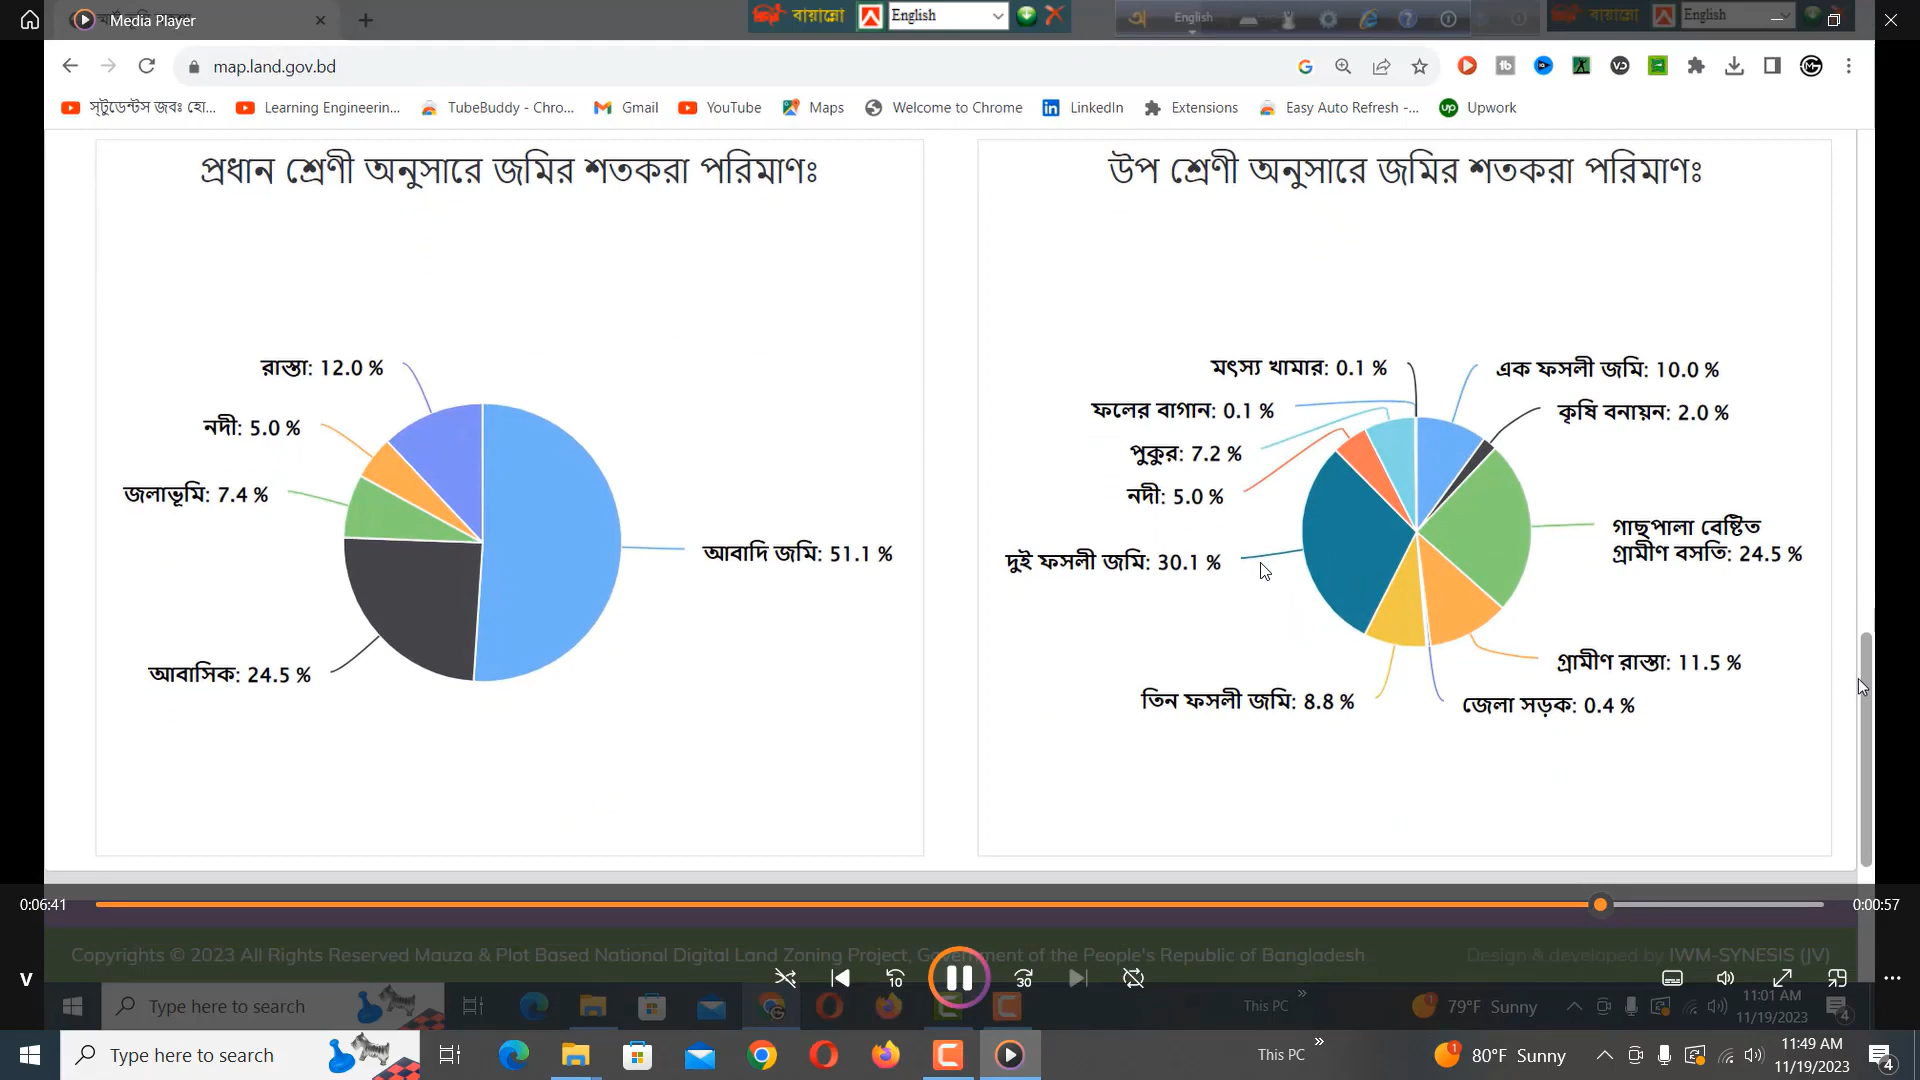 Media Player
বায়ান্নো
English
English
বায়ান্নো
English
map.land.gov.bd
স্টুডেন্টস জবঃ হো...
Learning Engineerin...
TubeBuddy - Chro...
Gmail
YouTube
Maps
Welcome to Chrome
LinkedIn
Extensions
Easy Auto Refresh -...
Upwork
প্রধান শ্রেণী অনুসারে জমির শতকরা পরিমাণঃ
রাস্তা: 12.0 %
নদী: 5.0 %
জলাভূমি: 7.4 %
আবাদি জমি: 51.1 %
আবাসিক: 24.5 %
উপ শ্রেণী অনুসারে জমির শতকরা পরিমাণঃ
মৎস্য খামার: 0.1 %
এক ফসলী জমি: 10.0 %
ফলের বাগান: 0.1 %
কৃষি বনায়ন: 2.0 %
পুকুর: 7.2 %
নদী: 5.0 %
গাছপালা বেষ্টিত
গ্রামীণ বসতি: 24.5 %
দুই ফসলী জমি: 30.1 %
গ্রামীণ রাস্তা: 11.5 %
তিন ফসলী জমি: 8.8 %
জেলা সড়ক: 0.4 %
0:06:41
0:00:57
Copyrights © 2023 All Rights Reserved Mauza & Plot Based National Digital Land Zoning Project, Government of the People's Republic of Bangladesh
Design & developed by IWM-SYNESIS (JV)
V
10
30
Type here to search
This PC
79°F Sunny
11:01 AM
11/19/2023
4
Type here to search
This PC
80°F Sunny
11:49 AM
11/19/2023
4